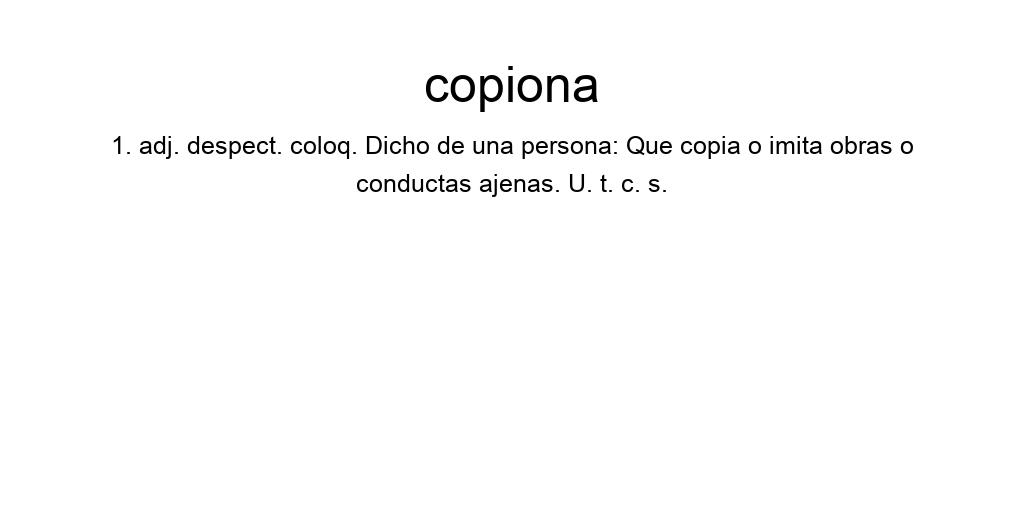 copiona
1. adj. despect. coloq. Dicho de una persona: Que copia o imita obras o
conductas ajenas. U. t. c. s.